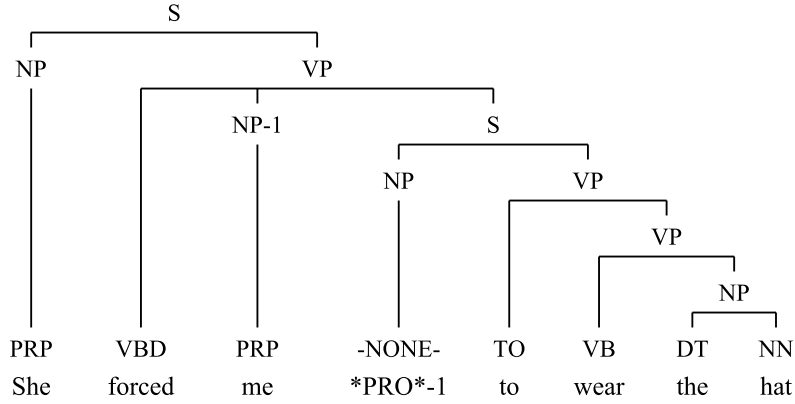 S
NP VP
NP-1 S
NP VP
VP
NP
PRP VBD PRP -NONE- TO VB DT NN
She forced me *PRO*-1 to wear the hat